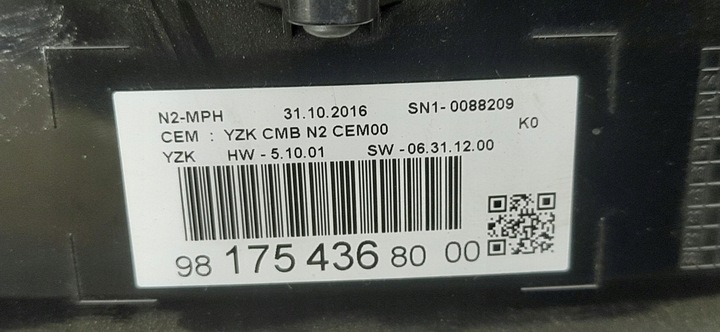 N2-MPH 31.10.2016 SN1- 0088209
CEM : YZK CMB N2 CEM00 K0
YZK HW - 5.10.01 SW - 06.31.12.00
98 175 436 80 00